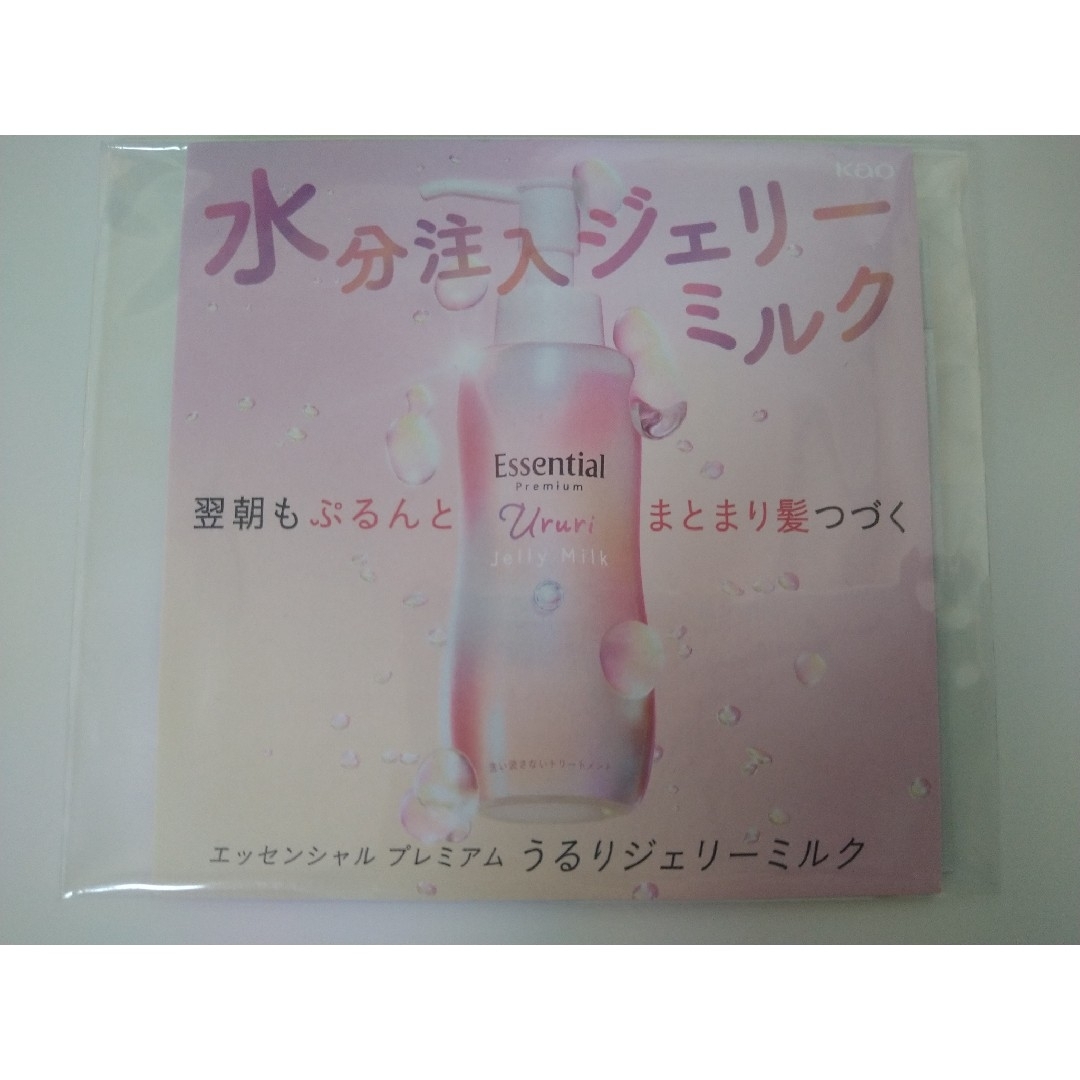 Kao
水分注入ジェリー
ミルク
Essential
Premium
翌朝もぷるんと
Ururi
まとまり髪つづく
Jelly Milk
洗い流さないトリートメント
エッセンシャル プレミアム うるりジェリーミルク